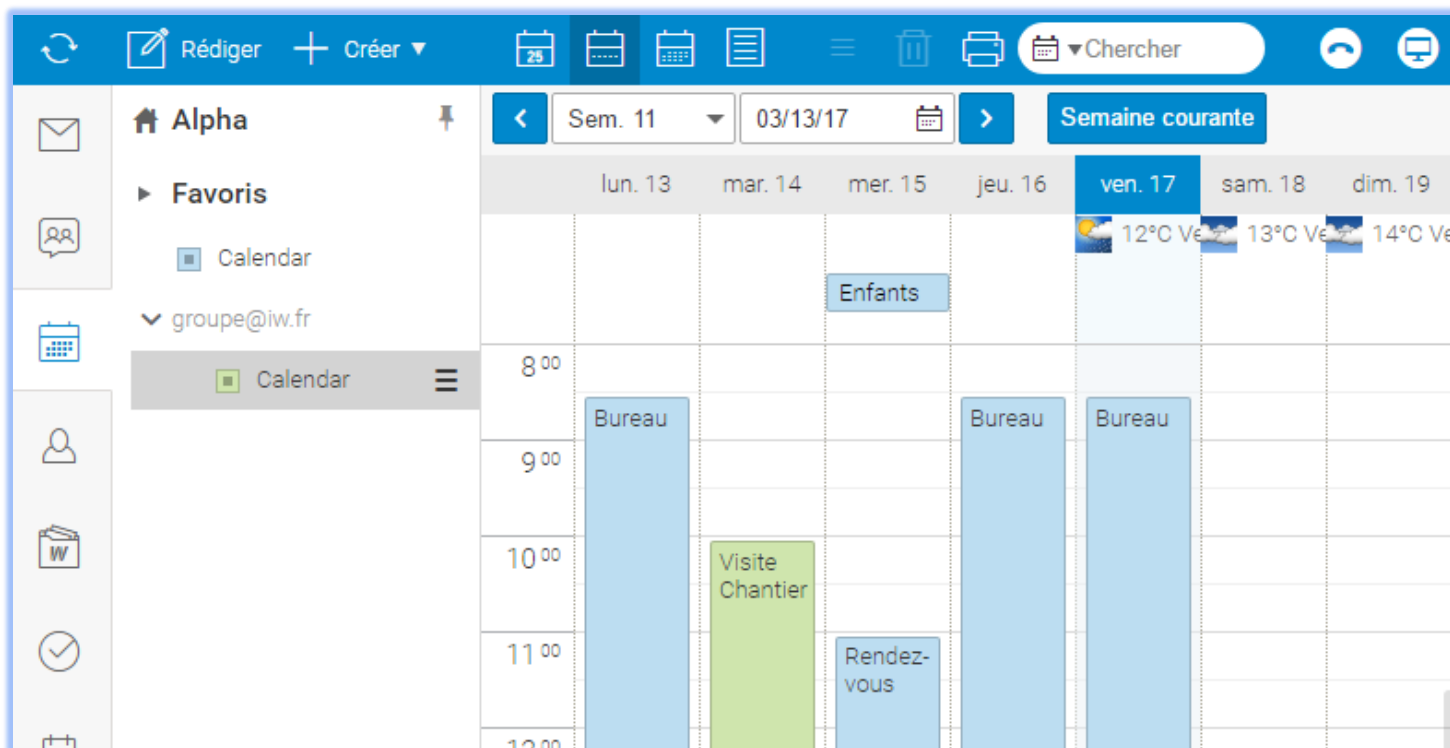 Rédiger Créer ▼ 25 ▼Chercher
Alpha
Favoris
Calendar
groupe@iw.fr
Calendar
W
Sem. 11 03/13/17 Semaine courante
lun. 13 mar. 14 mer. 15 jeu. 16 ven. 17 sam. 18 dim. 19
12°C Ve 13°C Ve 14°C Ve
Enfants
8 00
Bureau Bureau Bureau
9 00
10 00
Visite
Chantier
11 00
Rendez-
vous
12 00